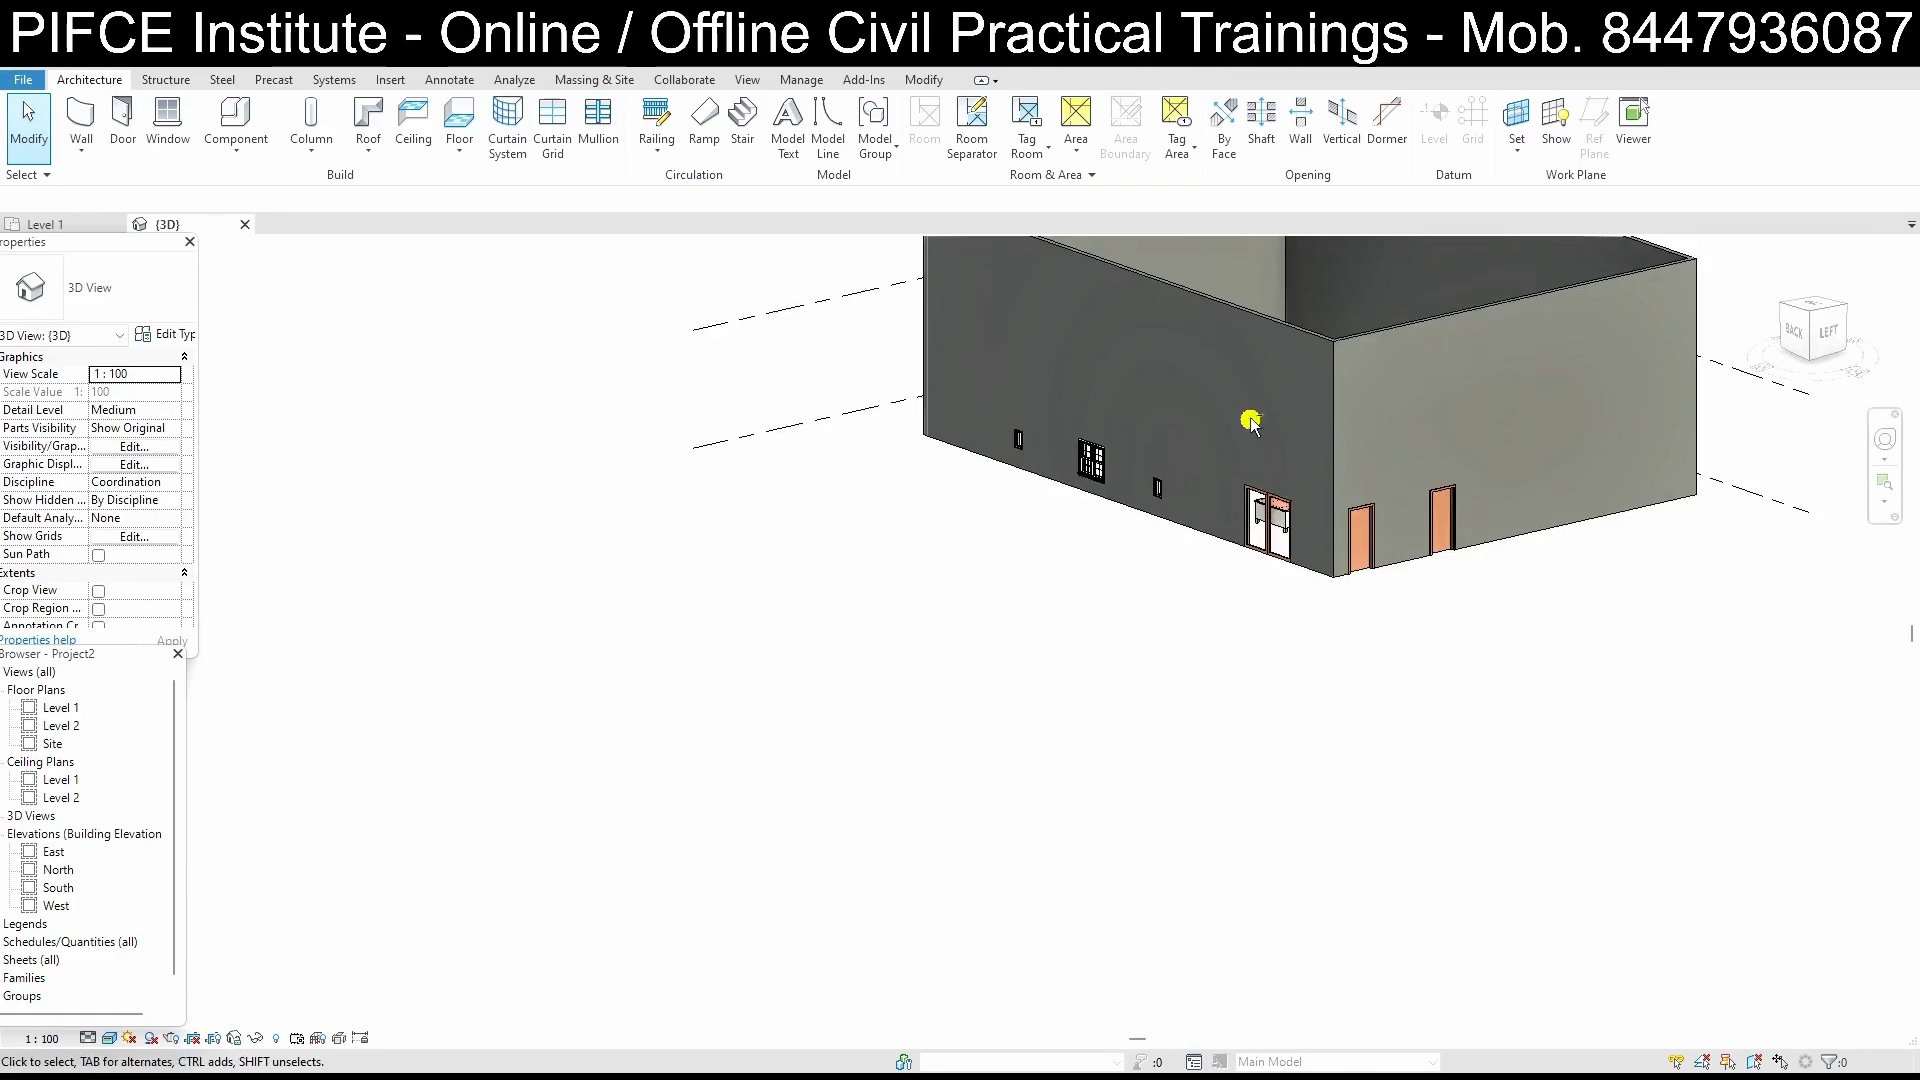 PIFCE Institute - Online / Offline Civil Practical Trainings - Mob. 8447936087
File Architecture Structure Steel Precast Systems Insert Annotate Analyze Massing & Site Collaborate View Manage Add-Ins Modify
Modify Wall Door Window Component Column Roof Ceiling Floor Curtain System Curtain Grid Mullion Railing Ramp Stair Model Text Model Line Model Group Room Room Separator Tag Room Area Area Boundary Tag Area By Face Shaft Wall Vertical Dormer Level Grid Set Show Ref Plane Viewer
Select Build Circulation Model Room & Area Opening Datum Work Plane
Level 1 {3D}
roperties
3D View
3D View: {3D} Edit Typ
Graphics
View Scale 1 : 100
Scale Value 1: 100
Detail Level Medium
Parts Visibility Show Original
Visibility/Grap... Edit...
Graphic Displ... Edit...
Discipline Coordination
Show Hidden ... By Discipline
Default Analy... None
Show Grids Edit...
Sun Path
Extents
Crop View
Crop Region ...
Annotation Cr
Properties help Apply
Browser - Project2
Views (all)
Floor Plans
Level 1
Level 2
Site
Ceiling Plans
Level 1
Level 2
3D Views
Elevations (Building Elevation
East
North
South
West
Legends
Schedules/Quantities (all)
Sheets (all)
Families
Groups
BACK LEFT
1 : 100
Click to select, TAB for alternates, CTRL adds, SHIFT unselects. :0 Main Model :0